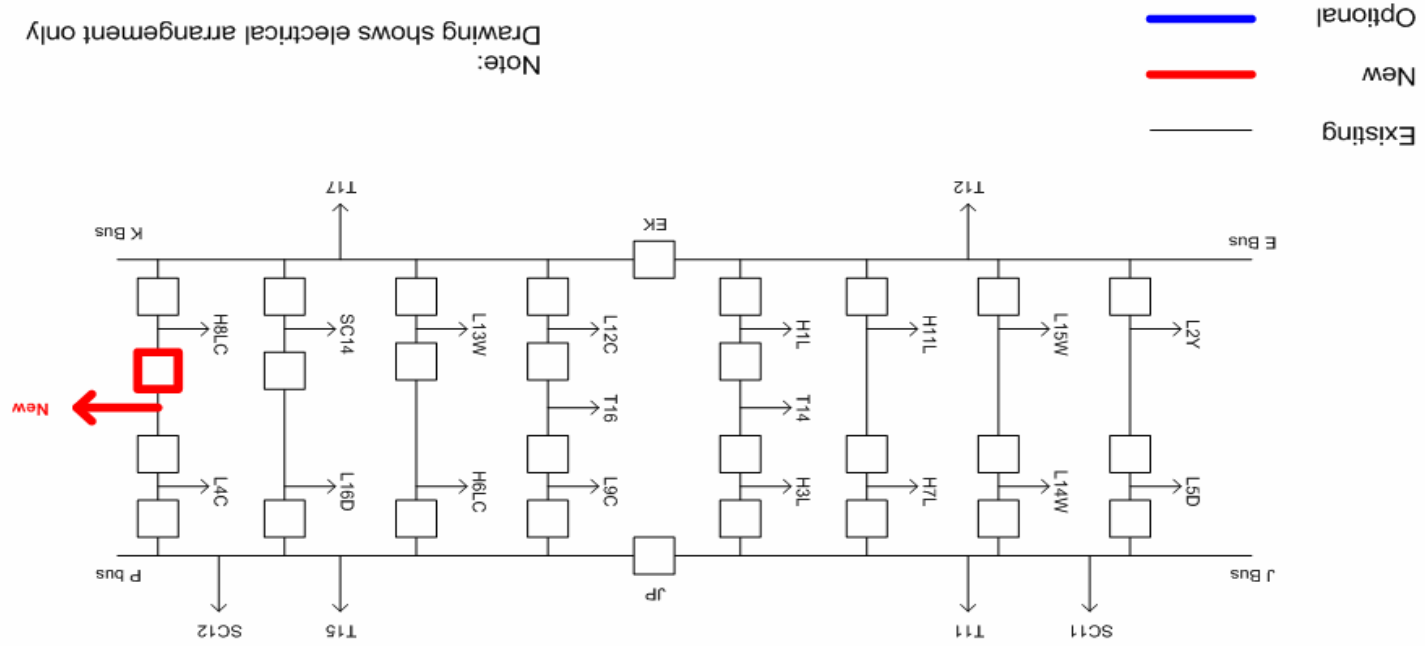 SC11
T11
T15
SC12
JP
J Bus
P bus
L5D
L14W
H7L
H3L
L9C
H6LC
L16D
L4C
T14
T16
New
L2Y
L15W
H11L
H1L
L12C
L13W
SC14
H8LC
E Bus
EK
K Bus
T12
T17
Existing
New
Optional
Note:
Drawing shows electrical arrangement only